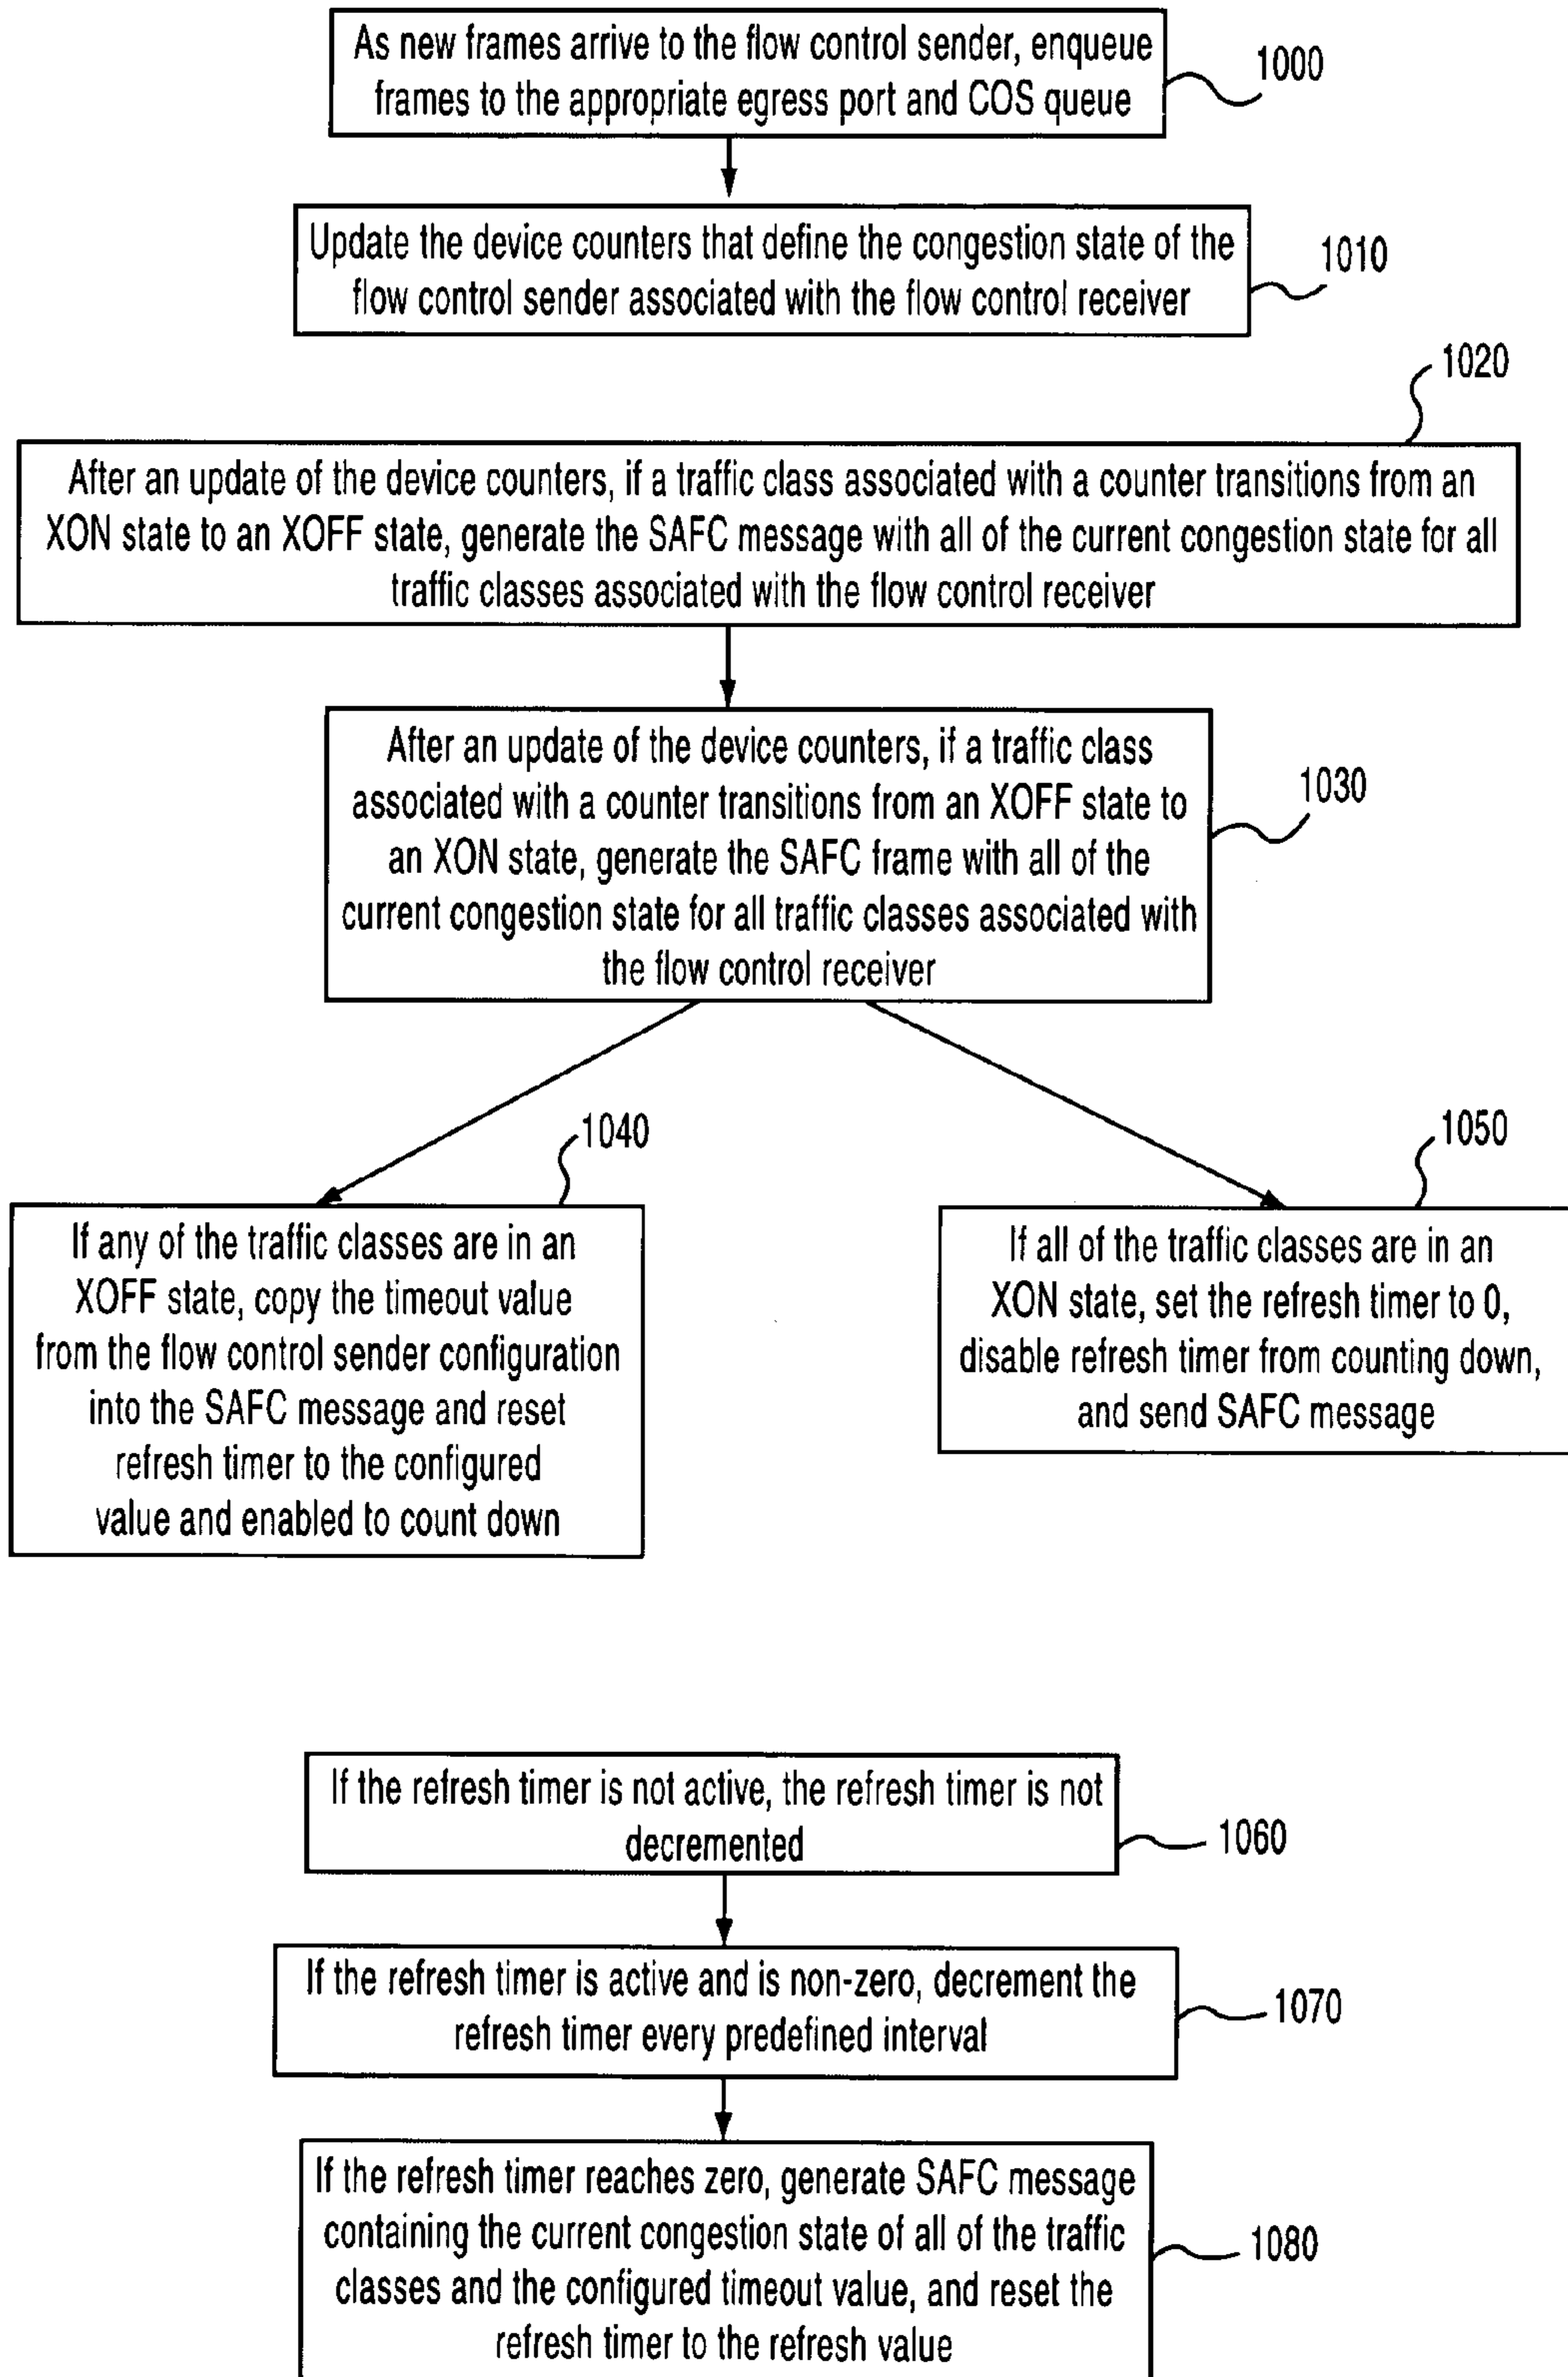 As new frames arrive to the flow control sender, enqueue
frames to the appropriate egress port and COS queue
1000
Update the device counters that define the congestion state of the
flow control sender associated with the flow control receiver
1010
1020
After an update of the device counters, if a traffic class associated with a counter transitions from an
XON state to an XOFF state, generate the SAFC message with all of the current congestion state for all
traffic classes associated with the flow control receiver
After an update of the device counters, if a traffic class
associated with a counter transitions from an XOFF state to
an XON state, generate the SAFC frame with all of the
current congestion state for all traffic classes associated with
the flow control receiver
1030
1040
If any of the traffic classes are in an
XOFF state, copy the timeout value
from the flow control sender configuration
into the SAFC message and reset
refresh timer to the configured
value and enabled to count down
1050
If all of the traffic classes are in an
XON state, set the refresh timer to 0,
disable refresh timer from counting down,
and send SAFC message
If the refresh timer is not active, the refresh timer is not
decremented
1060
If the refresh timer is active and is non-zero, decrement the
refresh timer every predefined interval
1070
If the refresh timer reaches zero, generate SAFC message
containing the current congestion state of all of the traffic
classes and the configured timeout value, and reset the
refresh timer to the refresh value
1080